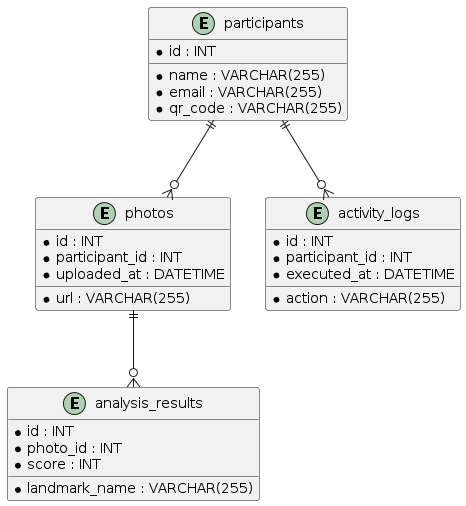 E participants
id : INT
name : VARCHAR(255)
email : VARCHAR(255)
qr_code : VARCHAR(255)
E photos
id : INT
participant_id : INT
uploaded_at : DATETIME
url : VARCHAR(255)
E activity_logs
id : INT
participant_id : INT
executed_at : DATETIME
action : VARCHAR(255)
E analysis_results
id : INT
photo_id : INT
score : INT
landmark_name : VARCHAR(255)